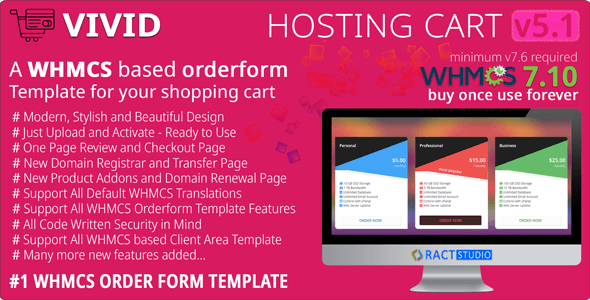 VIVID
HOSTING CART v5.1
minimum v7.6 required
WHMCS 7.10
buy once use forever
A WHMCS based orderform
Template for your shopping cart
# Modern, Stylish and Beautiful Design
# Just Upload and Activate - Ready to Use
# One Page Review and Checkout Page
# New Domain Registrar and Transfer Page
# New Product Addons and Domain Renewal Page
# Support All Default WHMCS Translations
# Support All WHMCS Orderform Template Features
# All Code Written Security in Mind
# Support All WHMCS based Client Area Template
# Many more new features added...
#1 WHMCS ORDER FORM TEMPLATE
Personal
$5.00
Professional
$15.00
most popular
Business
$25.00
ORDER NOW
ORDER NOW
ORDER NOW
RACTSTUDIO